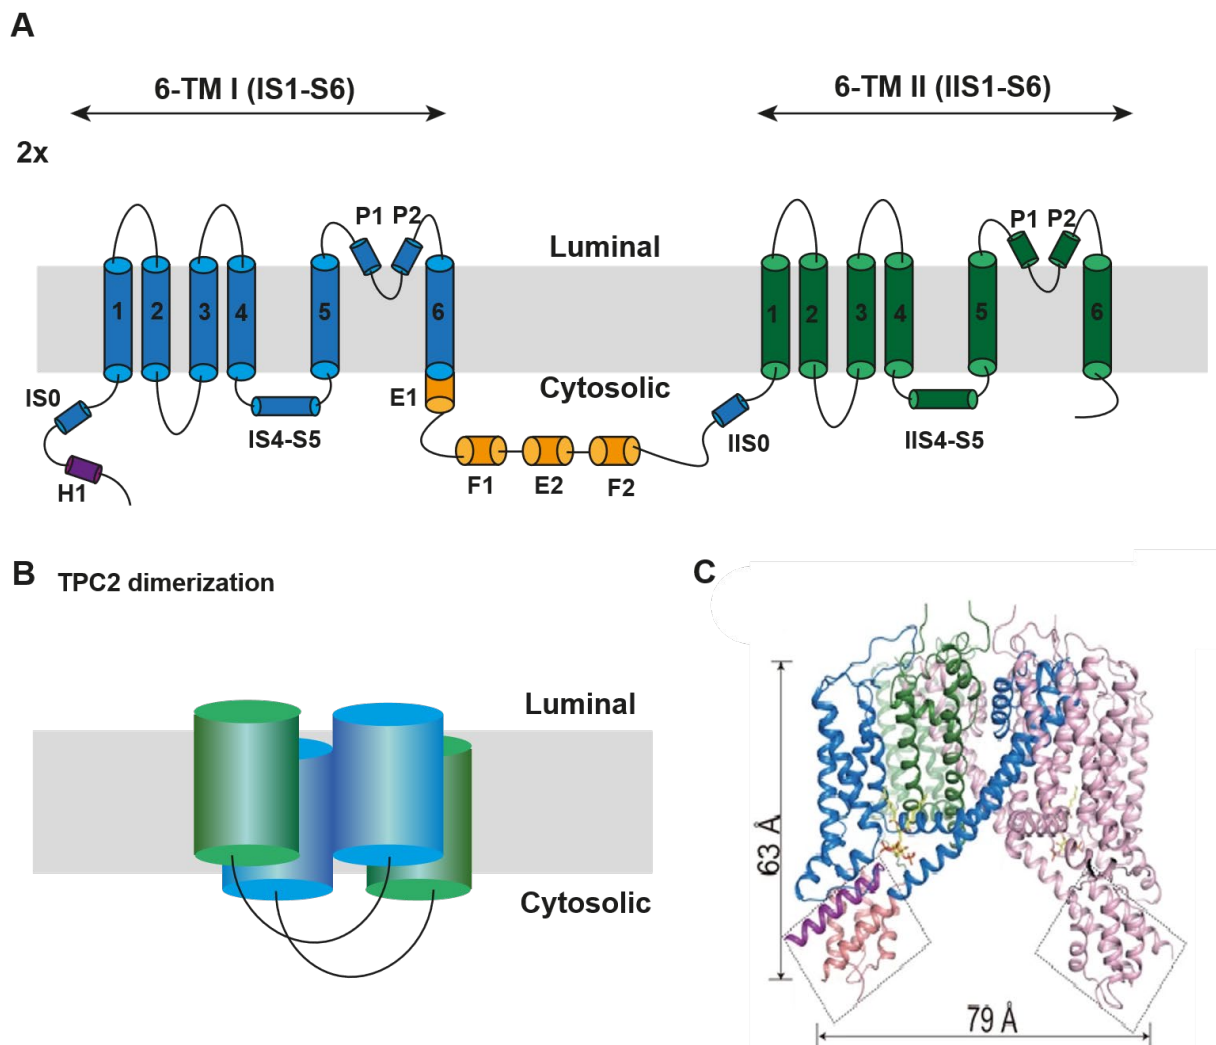 A
6-TM I (IS1-S6)
6-TM II (IIS1-S6)
2x
P1 P2
P1 P2
Luminal
1 2 3 4 5 6
1 2 3 4 5 6
Cytosolic
IS0
E1
IS4-S5
IIS0
IIS4-S5
H1
F1 E2 F2
B
TPC2 dimerization
C
Luminal
Cytosolic
63 Å
79 Å